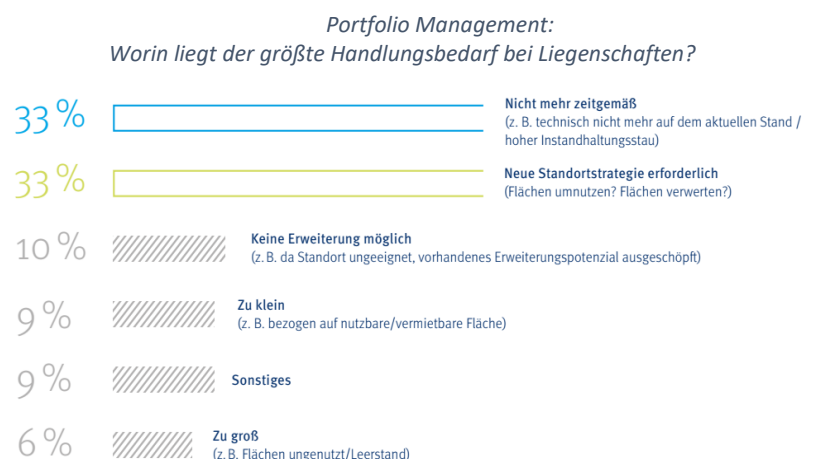 Portfolio Management:
Worin liegt der größte Handlungsbedarf bei Liegenschaften?
33 %
Nicht mehr zeitgemäß
(z. B. technisch nicht mehr auf dem aktuellen Stand /
hoher Instandhaltungsstau)
33 %
Neue Standortstrategie erforderlich
(Flächen umnutzen? Flächen verwerten?)
10 %
Keine Erweiterung möglich
(z. B. da Standort ungeeignet, vorhandenes Erweiterungspotenzial ausgeschöpft)
9 %
Zu klein
(z. B. bezogen auf nutzbare/vermietbare Fläche)
9 %
Sonstiges
6 %
Zu groß
(z. B. Flächen ungenutzt/Leerstand)